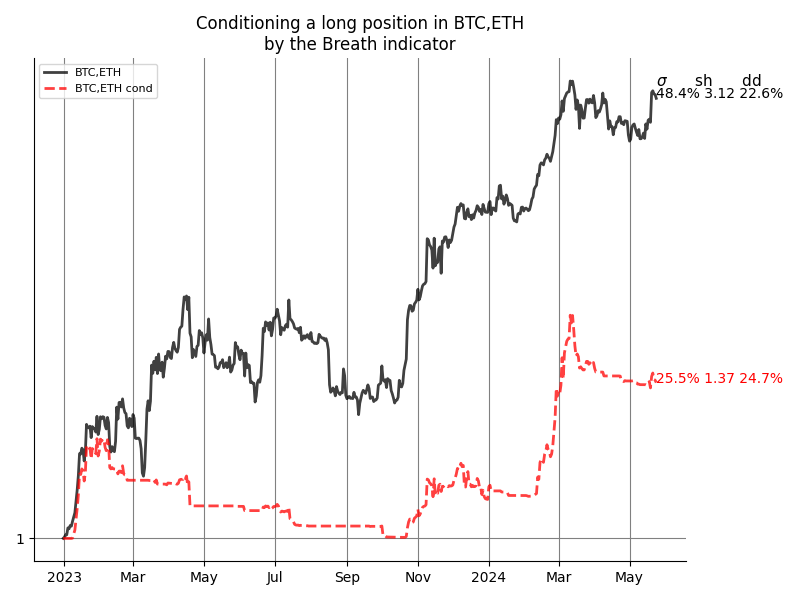 Conditioning a long position in BTC,ETH
by the Breath indicator
BTC,ETH
BTC,ETH cond
σ sh dd
48.4% 3.12 22.6%
25.5% 1.37 24.7%
1
2023 Mar May Jul Sep Nov 2024 Mar May